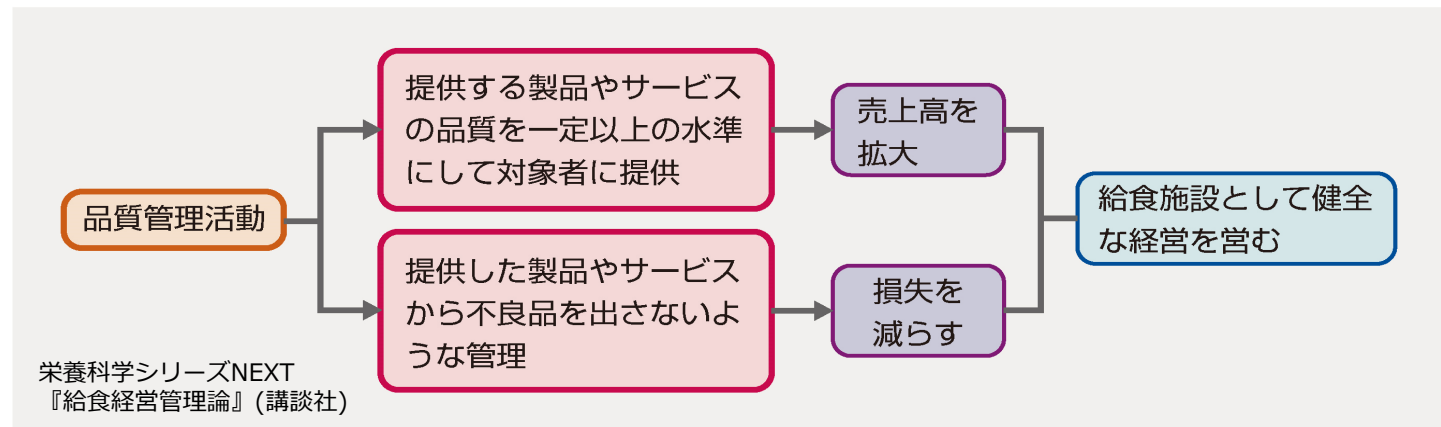 品質管理活動
提供する製品やサービス
の品質を一定以上の水準
にして対象者に提供
売上高を
拡大
提供した製品やサービス
から不良品を出さないよ
うな管理
損失を
減らす
給食施設として健全
な経営を営む
栄養科学シリーズNEXT
『給食経営管理論』(講談社)